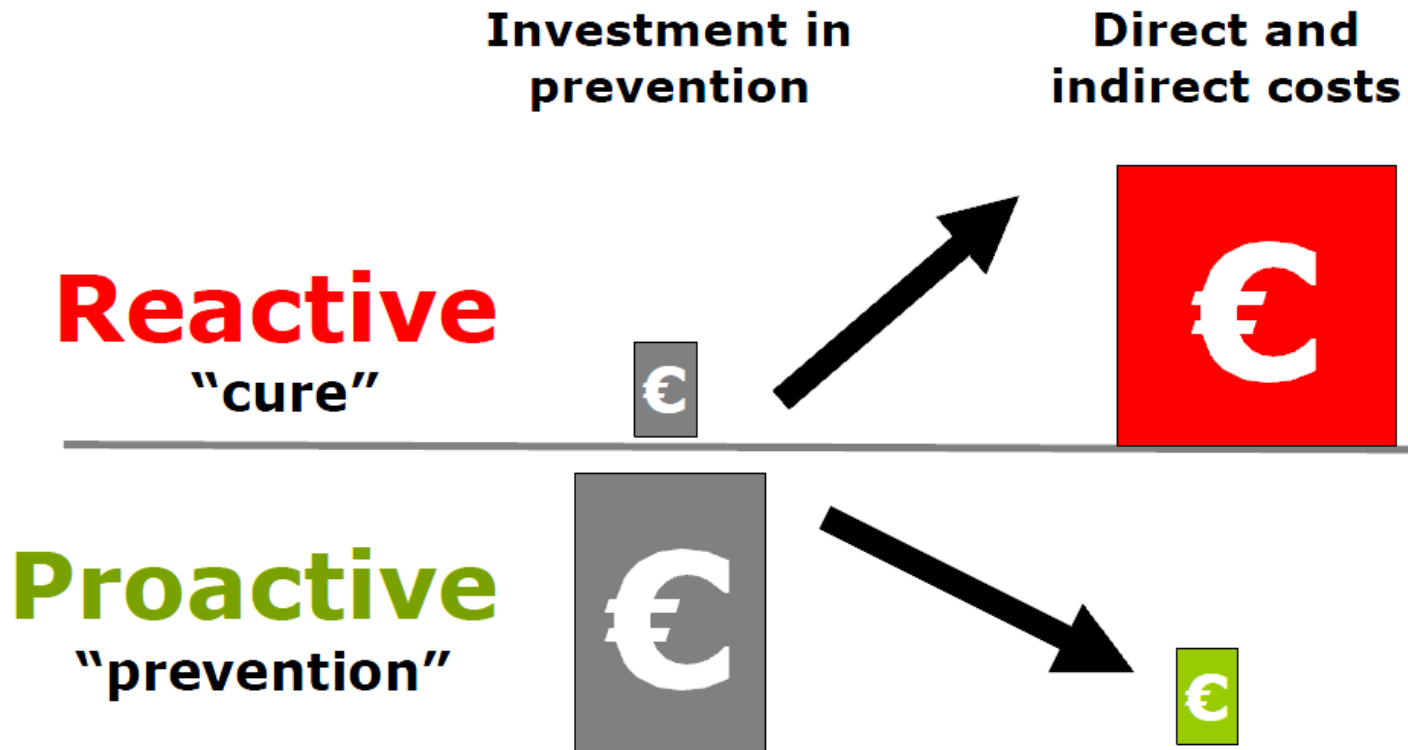 Investment in
prevention
Direct and
indirect costs
Reactive
“cure”
€
€
Proactive
“prevention”
€
€